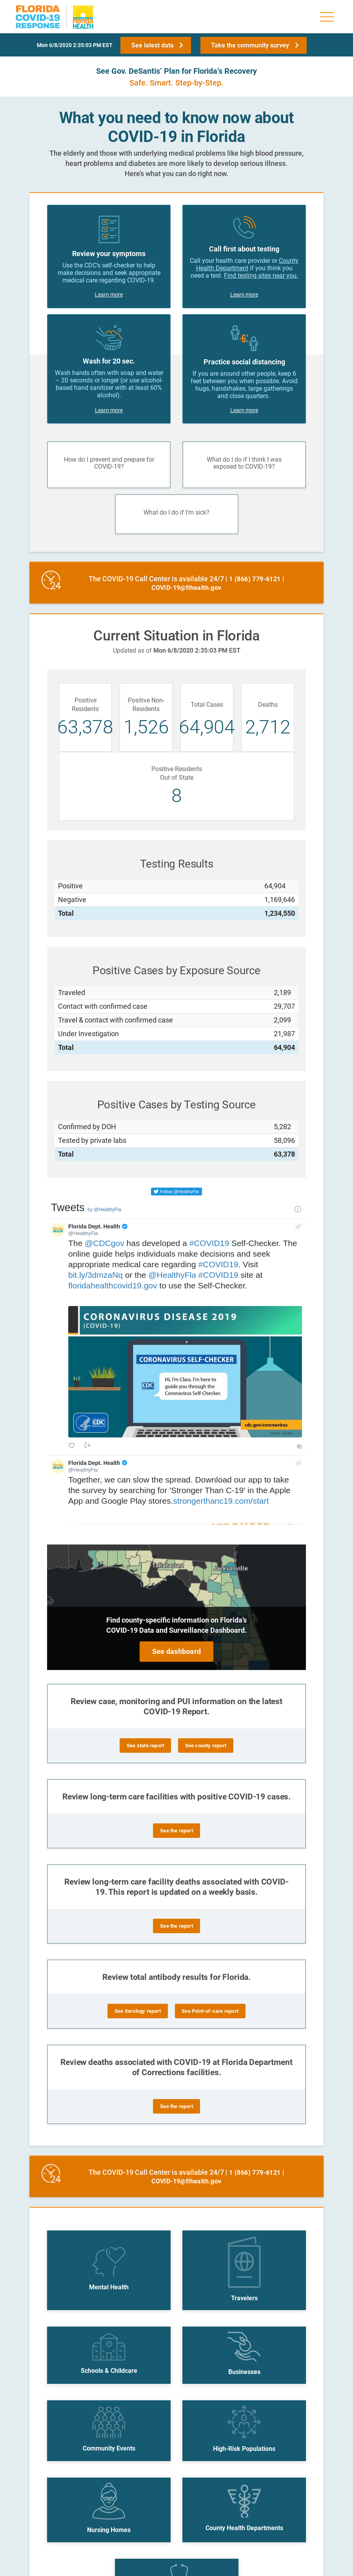 FLORIDA
COVID-19
RESPONSE
Florida
HEALTH
Mon 6/8/2020 2:35:03 PM EST
See latest data
Take the community survey
See Gov. DeSantis' Plan for Florida's Recovery
Safe. Smart. Step-by-Step.
What you need to know now about
COVID-19 in Florida
The elderly and those with underlying medical problems like high blood pressure,
heart problems and diabetes are more likely to develop serious illness.
Here's what you can do right now.
Review your symptoms
Use the CDC's self-checker to help
make decisions and seek appropriate
medical care regarding COVID-19.
Learn more
Call first about testing
Call your health care provider or County
Health Department if you think you
need a test. Find testing sites near you.
Learn more
Wash for 20 sec.
Wash hands often with soap and water
– 20 seconds or longer (or use alcohol-
based hand sanitizer with at least 60%
alcohol).
Learn more
6'
Practice social distancing
If you are around other people, keep 6
feet between you when possible. Avoid
hugs, handshakes, large gatherings
and close quarters.
Learn more
How do I prevent and prepare for
COVID-19?
What do I do if I think I was
exposed to COVID-19?
What do I do if I'm sick?
24
The COVID-19 Call Center is available 24/7 | 1 (866) 779-6121 |
COVID-19@flhealth.gov
Current Situation in Florida
Updated as of Mon 6/8/2020 2:35:03 PM EST
Positive
Residents
63,378
Positive Non-
Residents
1,526
Total Cases
64,904
Deaths
2,712
Positive Residents
Out of State
8
Testing Results
Positive 64,904
Negative 1,169,646
Total 1,234,550
Positive Cases by Exposure Source
Traveled 2,189
Contact with confirmed case 29,707
Travel & contact with confirmed case 2,099
Under Investigation 21,987
Total 64,904
Positive Cases by Testing Source
Confirmed by DOH 5,282
Tested by private labs 58,096
Total 63,378
Follow @HealthyFla
Tweets by @HealthyFla
Florida Dept. Health
@HealthyFla
The @CDCgov has developed a #COVID19 Self-Checker. The
online guide helps individuals make decisions and seek
appropriate medical care regarding #COVID19. Visit
bit.ly/3dmzaNq or the @HealthyFla #COVID19 site at
floridahealthcovid19.gov to use the Self-Checker.
CORONAVIRUS DISEASE 2019
(COVID-19)
CORONAVIRUS SELF-CHECKER
CDC
Hi, I'm Clara. I'm here to
guide you through the
Coronavirus Self-Checker.
CDC
cdc.gov/coronavirus
Florida Dept. Health
@HealthyFla
Together, we can slow the spread. Download our app to take
the survey by searching for 'Stronger Than C-19' in the Apple
App and Google Play stores.strongerthanc19.com/start
Tallahassee
Jacksonville
Find county-specific information on Florida's
COVID-19 Data and Surveillance Dashboard.
See dashboard
Review case, monitoring and PUI information on the latest
COVID-19 Report.
See state report
See county report
Review long-term care facilities with positive COVID-19 cases.
See the report
Review long-term care facility deaths associated with COVID-
19. This report is updated on a weekly basis.
See the report
Review total antibody results for Florida.
See Serology report
See Point-of-care report
Review deaths associated with COVID-19 at Florida Department
of Corrections facilities.
See the report
24
The COVID-19 Call Center is available 24/7 | 1 (866) 779-6121 |
COVID-19@flhealth.gov
Mental Health
Travelers
Schools & Childcare
Businesses
Community Events
High-Risk Populations
Nursing Homes
County Health Departments